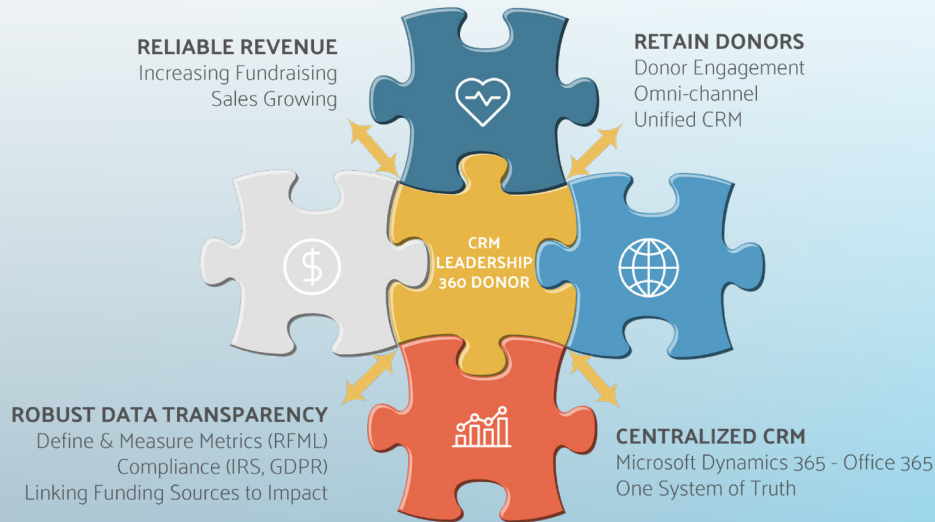 RELIABLE REVENUE
Increasing Fundraising
Sales Growing
RETAIN DONORS
Donor Engagement
Omni-channel
Unified CRM
CRM
LEADERSHIP
360 DONOR
$
ROBUST DATA TRANSPARENCY
Define & Measure Metrics (RFML)
Compliance (IRS, GDPR)
Linking Funding Sources to Impact
CENTRALIZED CRM
Microsoft Dynamics 365 - Office 365
One System of Truth